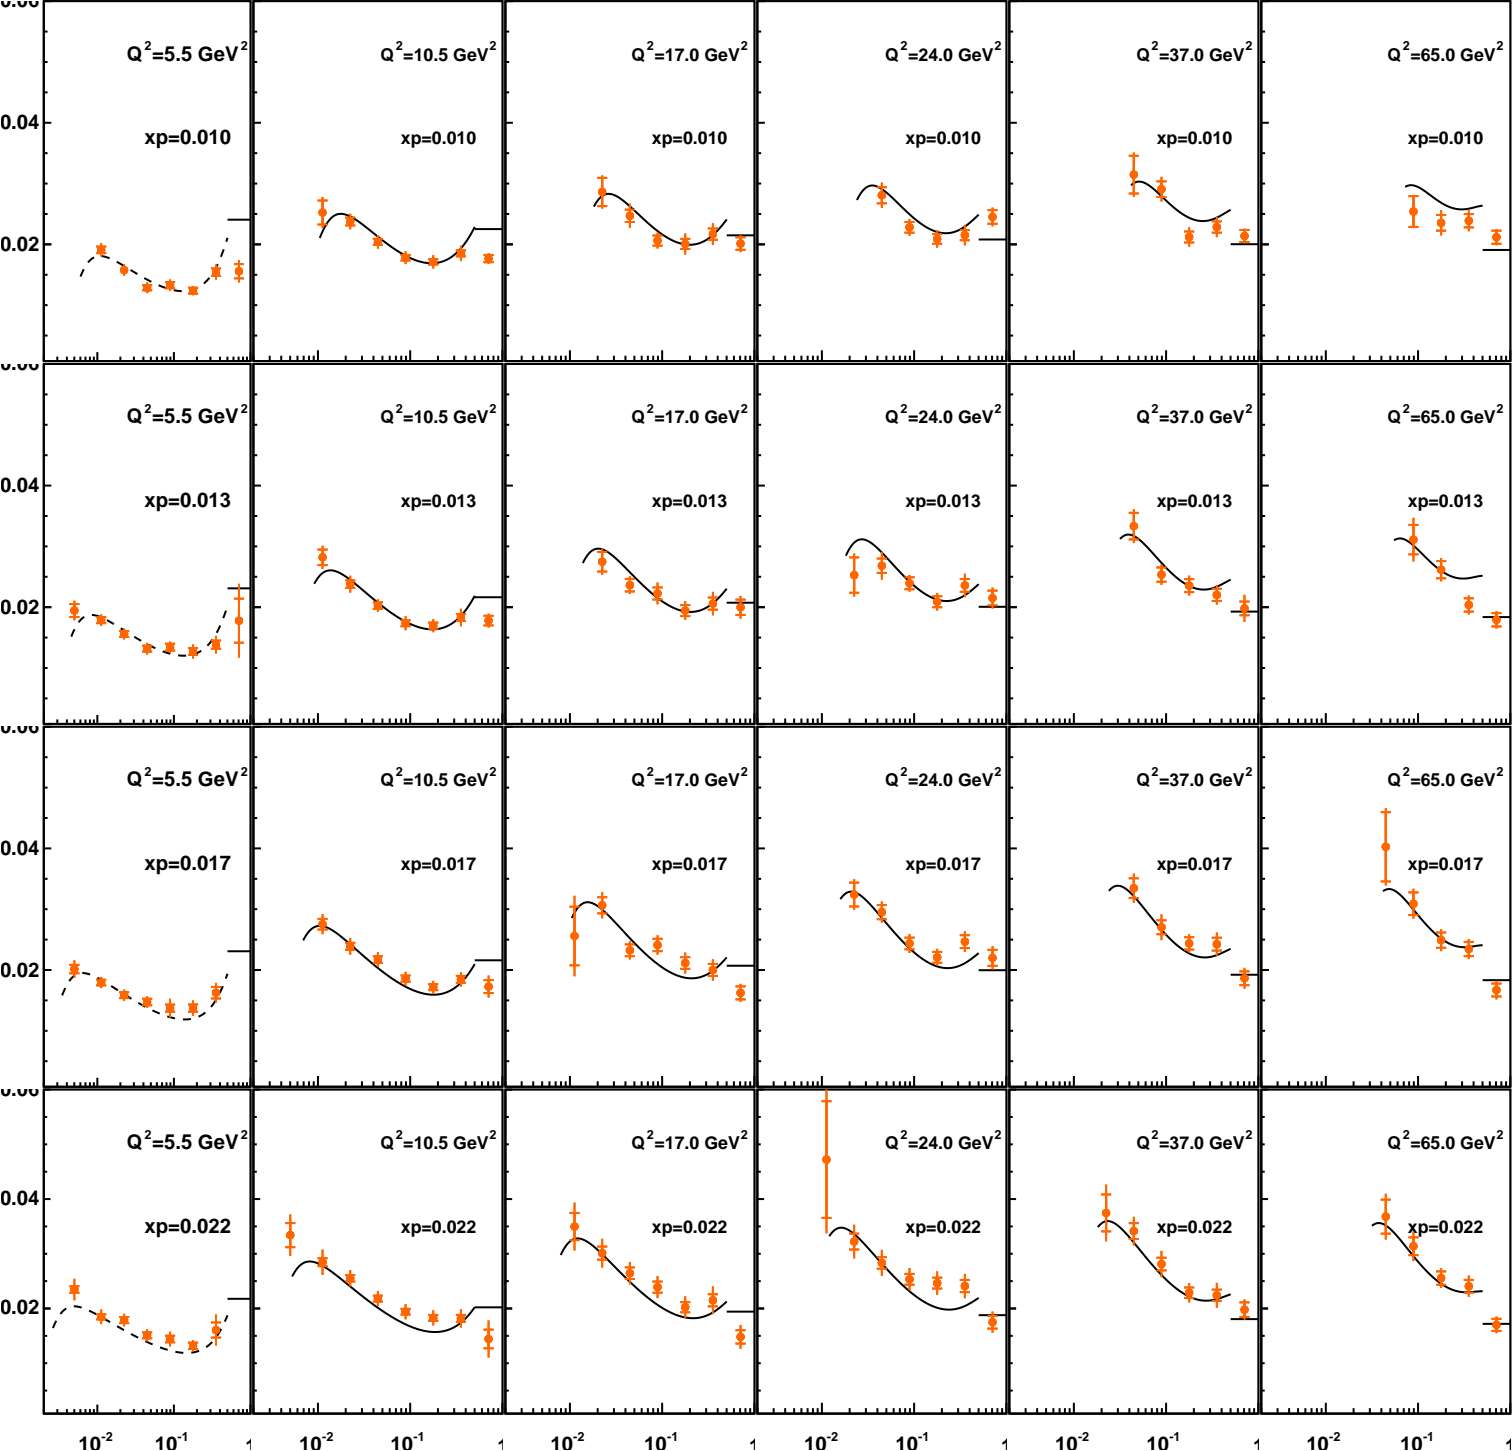 0.06
Q²=5.5 GeV² Q²=10.5 GeV² Q²=17.0 GeV² Q²=24.0 GeV² Q²=37.0 GeV² Q²=65.0 GeV²
0.04
xp=0.010 xp=0.010 xp=0.010 xp=0.010 xp=0.010 xp=0.010
0.02
0.06
Q²=5.5 GeV² Q²=10.5 GeV² Q²=17.0 GeV² Q²=24.0 GeV² Q²=37.0 GeV² Q²=65.0 GeV²
0.04
xp=0.013 xp=0.013 xp=0.013 xp=0.013 xp=0.013 xp=0.013
0.02
0.06
Q²=5.5 GeV² Q²=10.5 GeV² Q²=17.0 GeV² Q²=24.0 GeV² Q²=37.0 GeV² Q²=65.0 GeV²
0.04
xp=0.017 xp=0.017 xp=0.017 xp=0.017 xp=0.017 xp=0.017
0.02
0.06
Q²=5.5 GeV² Q²=10.5 GeV² Q²=17.0 GeV² Q²=24.0 GeV² Q²=37.0 GeV² Q²=65.0 GeV²
0.04
xp=0.022 xp=0.022 xp=0.022 xp=0.022 xp=0.022 xp=0.022
0.02
10⁻² 10⁻¹ 1 10⁻² 10⁻¹ 1 10⁻² 10⁻¹ 1 10⁻² 10⁻¹ 1 10⁻² 10⁻¹ 1 10⁻² 10⁻¹ 1